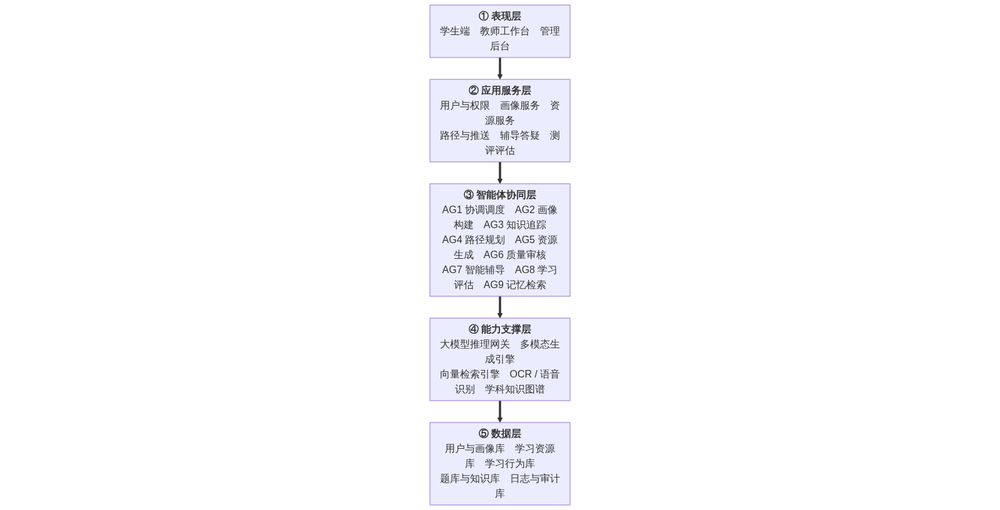 ① 表现层
学生端　教师工作台　管理
后台
② 应用服务层
用户与权限　画像服务　资
源服务
路径与推送　辅导答疑　测
评评估
③ 智能体协同层
AG1 协调调度　AG2 画像
构建　AG3 知识追踪
AG4 路径规划　AG5 资源
生成　AG6 质量审核
AG7 智能辅导　AG8 学习
评估　AG9 记忆检索
④ 能力支撑层
大模型推理网关　多模态生
成引擎
向量检索引擎　OCR / 语音
识别　学科知识图谱
⑤ 数据层
用户与画像库　学习资源
库　学习行为库
题库与知识库　日志与审计
库